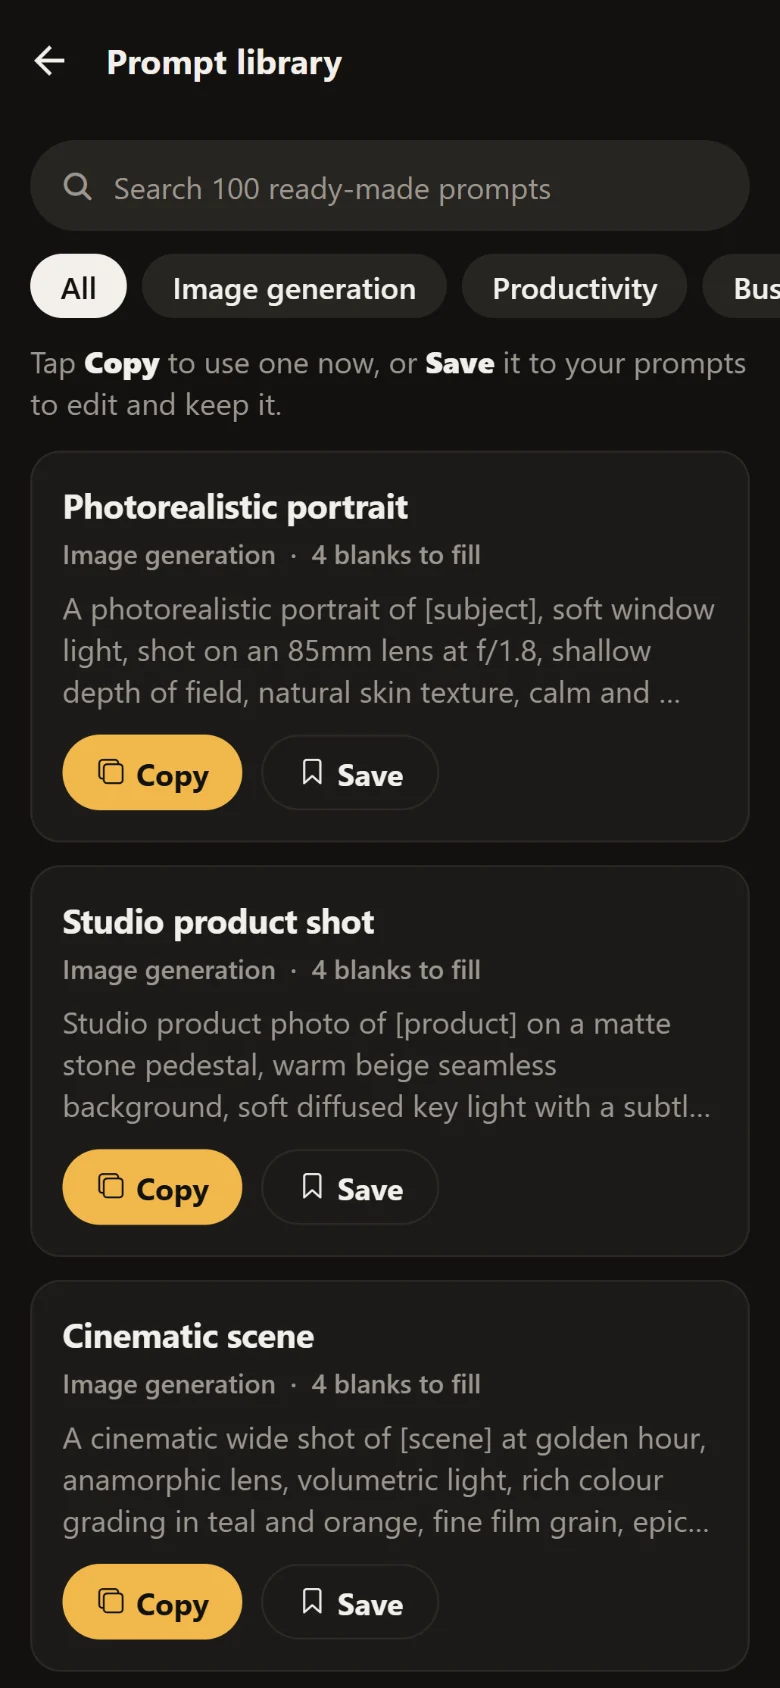 Prompt library
Search 100 ready-made prompts
All Image generation Productivity Bus
Tap Copy to use one now, or Save it to your prompts
to edit and keep it.
Photorealistic portrait
Image generation · 4 blanks to fill
A photorealistic portrait of [subject], soft window
light, shot on an 85mm lens at f/1.8, shallow
depth of field, natural skin texture, calm and ...
Copy Save
Studio product shot
Image generation · 4 blanks to fill
Studio product photo of [product] on a matte
stone pedestal, warm beige seamless
background, soft diffused key light with a subtl...
Copy Save
Cinematic scene
Image generation · 4 blanks to fill
A cinematic wide shot of [scene] at golden hour,
anamorphic lens, volumetric light, rich colour
grading in teal and orange, fine film grain, epic...
Copy Save